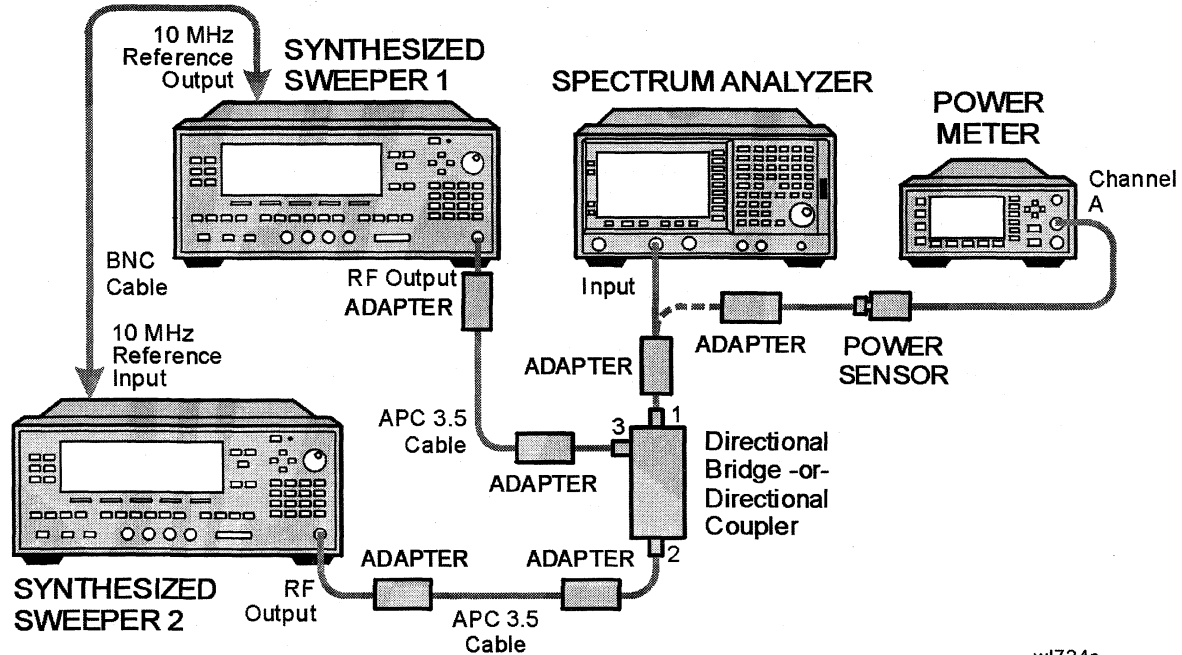 10 MHz
Reference
Output
SYNTHESIZED
SWEEPER 1
SPECTRUM ANALYZER
POWER
METER
Channel
A
BNC
Cable
RF Output
ADAPTER
Input
10 MHz
Reference
Input
ADAPTER
ADAPTER
POWER
SENSOR
APC 3.5
Cable
3
1
ADAPTER
Directional
Bridge -or-
Directional
Coupler
2
ADAPTER
ADAPTER
SYNTHESIZED
SWEEPER 2
RF
Output
APC 3.5
Cable